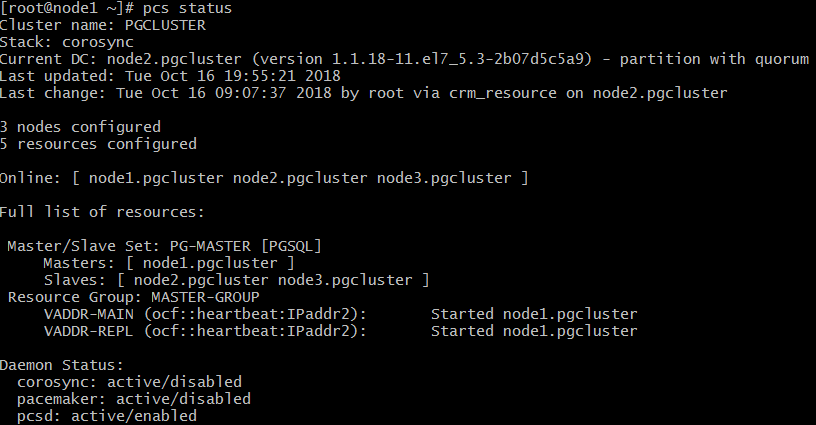 [root@node1 ~]# pcs status
Cluster name: PGCLUSTER
Stack: corosync
Current DC: node2.pgcluster (version 1.1.18-11.el7_5.3-2b07d5c5a9) - partition with quorum
Last updated: Tue Oct 16 19:55:21 2018
Last change: Tue Oct 16 09:07:37 2018 by root via crm_resource on node2.pgcluster

3 nodes configured
5 resources configured

Online: [ node1.pgcluster node2.pgcluster node3.pgcluster ]

Full list of resources:

 Master/Slave Set: PG-MASTER [PGSQL]
     Masters: [ node1.pgcluster ]
     Slaves: [ node2.pgcluster node3.pgcluster ]
 Resource Group: MASTER-GROUP
     VADDR-MAIN (ocf::heartbeat:IPaddr2):       Started node1.pgcluster
     VADDR-REPL (ocf::heartbeat:IPaddr2):       Started node1.pgcluster

Daemon Status:
  corosync: active/disabled
  pacemaker: active/disabled
  pcsd: active/enabled